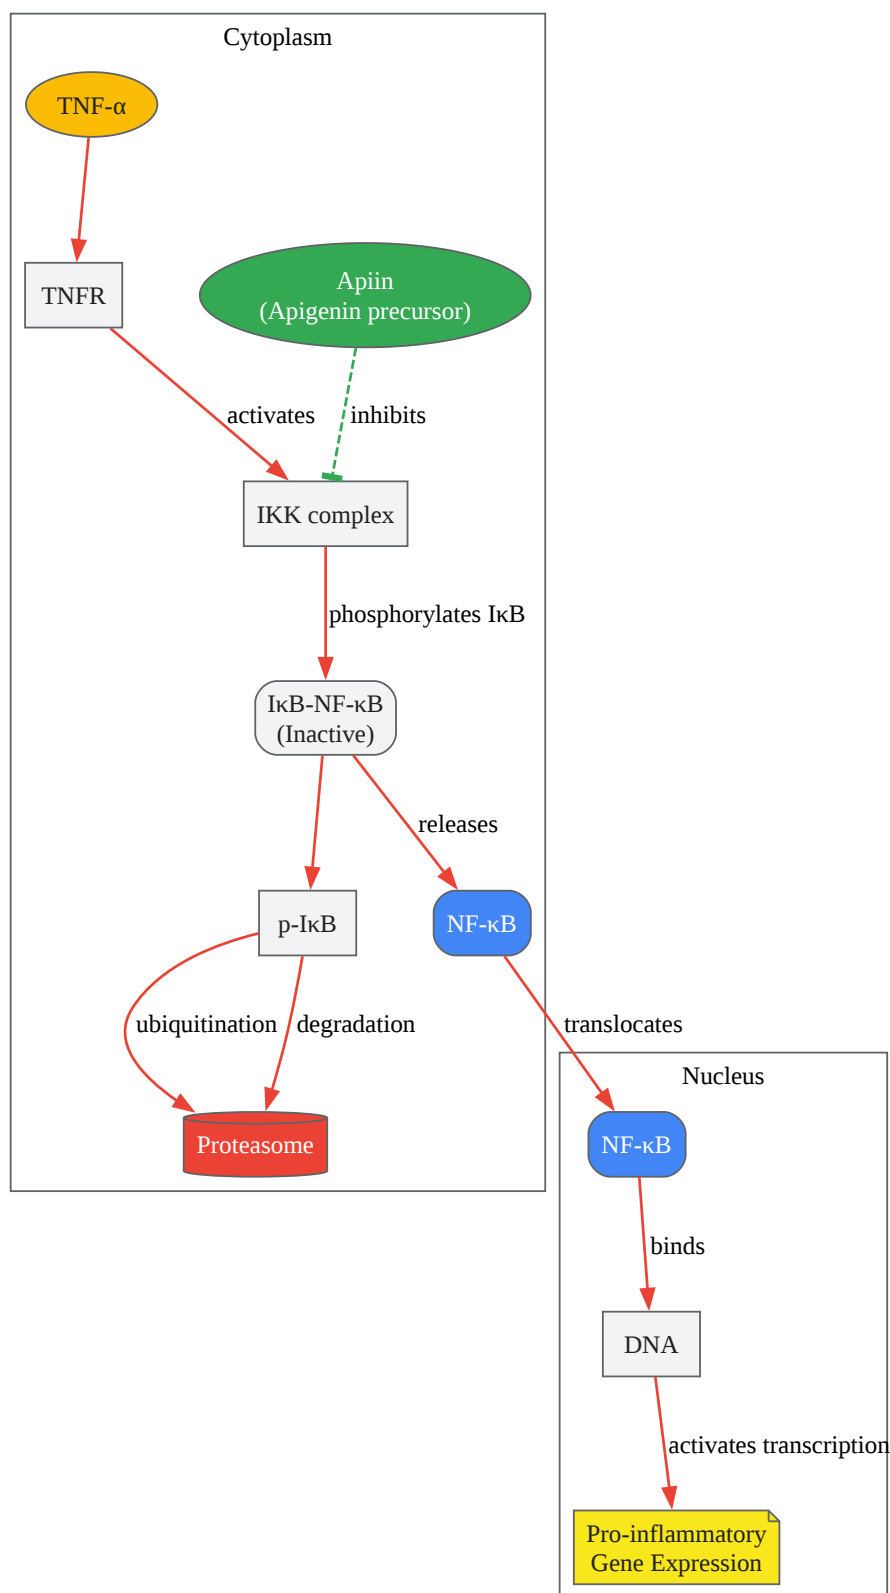 Cytoplasm
TNF-α
TNFR
Apiin
(Apigenin precursor)
activates
inhibits
IKK complex
phosphorylates IκB
IκB-NF-κB
(Inactive)
releases
p-IκB
NF-κB
ubiquitination
degradation
translocates
Proteasome
Nucleus
NF-κB
binds
DNA
activates transcription
Pro-inflammatory
Gene Expression